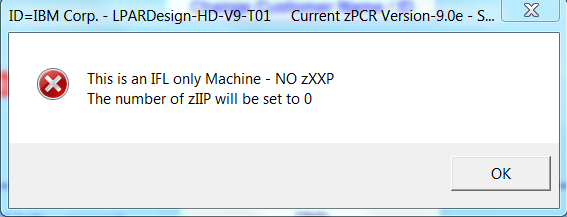 ID=IBM Corp. - LPARDesign-HD-V9-T01 Current zPCR Version-9.0e - S...
This is an IFL only Machine - NO zXXP
The number of zIIP will be set to 0
OK